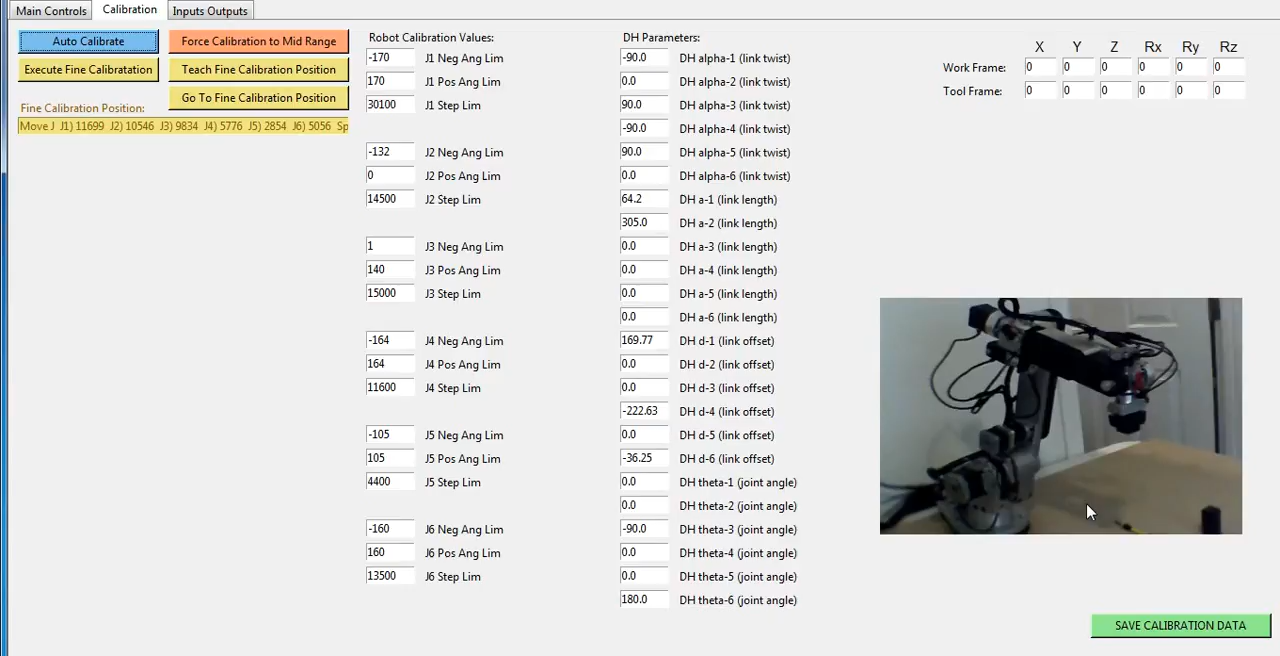 Main Controls
Calibration
Inputs Outputs
Auto Calibrate
Force Calibration to Mid Range
Execute Fine Calibratation
Teach Fine Calibration Position
Go To Fine Calibration Position
Fine Calibration Position:
Move J J1) 11699 J2) 10546 J3) 9834 J4) 5776 J5) 2854 J6) 5056 Sp
Robot Calibration Values:
-170 J1 Neg Ang Lim
170 J1 Pos Ang Lim
30100 J1 Step Lim
-132 J2 Neg Ang Lim
0 J2 Pos Ang Lim
14500 J2 Step Lim
1 J3 Neg Ang Lim
140 J3 Pos Ang Lim
15000 J3 Step Lim
-164 J4 Neg Ang Lim
164 J4 Pos Ang Lim
11600 J4 Step Lim
-105 J5 Neg Ang Lim
105 J5 Pos Ang Lim
4400 J5 Step Lim
-160 J6 Neg Ang Lim
160 J6 Pos Ang Lim
13500 J6 Step Lim
DH Parameters:
-90.0 DH alpha-1 (link twist)
0.0 DH alpha-2 (link twist)
90.0 DH alpha-3 (link twist)
-90.0 DH alpha-4 (link twist)
90.0 DH alpha-5 (link twist)
0.0 DH alpha-6 (link twist)
64.2 DH a-1 (link length)
305.0 DH a-2 (link length)
0.0 DH a-3 (link length)
0.0 DH a-4 (link length)
0.0 DH a-5 (link length)
0.0 DH a-6 (link length)
169.77 DH d-1 (link offset)
0.0 DH d-2 (link offset)
0.0 DH d-3 (link offset)
-222.63 DH d-4 (link offset)
0.0 DH d-5 (link offset)
-36.25 DH d-6 (link offset)
0.0 DH theta-1 (joint angle)
0.0 DH theta-2 (joint angle)
-90.0 DH theta-3 (joint angle)
0.0 DH theta-4 (joint angle)
0.0 DH theta-5 (joint angle)
180.0 DH theta-6 (joint angle)
X Y Z Rx Ry Rz
Work Frame: 0 0 0 0 0 0
Tool Frame: 0 0 0 0 0 0
SAVE CALIBRATION DATA